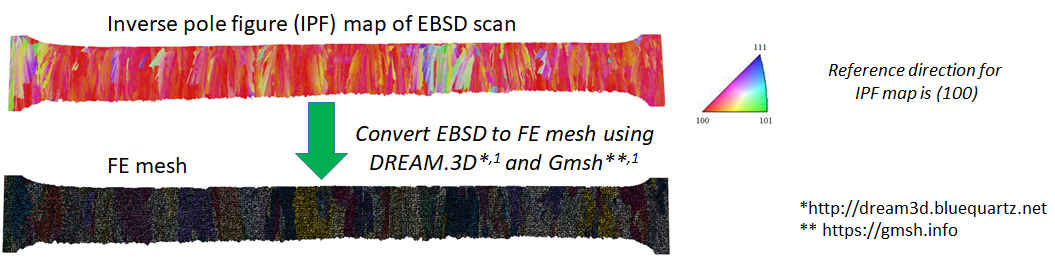 Inverse pole figure (IPF) map of EBSD scan
111
100
101
Reference direction for
IPF map is (100)
Convert EBSD to FE mesh using
DREAM.3D*,1 and Gmsh**,1
FE mesh
*http://dream3d.bluequartz.net
** https://gmsh.info